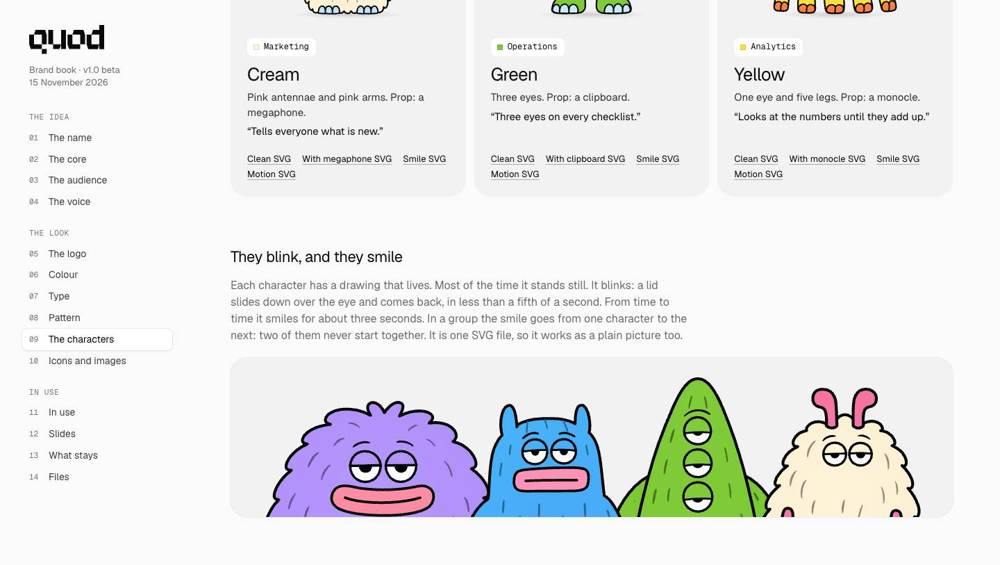 quod
Brand book · v1.0 beta
15 November 2026
THE IDEA
01 The name
02 The core
03 The audience
04 The voice
THE LOOK
05 The logo
06 Colour
07 Type
08 Pattern
09 The characters
10 Icons and images
IN USE
11 In use
12 Slides
13 What stays
14 Files
Marketing
Cream
Pink antennae and pink arms. Prop: a
megaphone.
“Tells everyone what is new.”
Clean SVG With megaphone SVG Smile SVG
Motion SVG
Operations
Green
Three eyes. Prop: a clipboard.
“Three eyes on every checklist.”
Clean SVG With clipboard SVG Smile SVG
Motion SVG
Analytics
Yellow
One eye and five legs. Prop: a monocle.
“Looks at the numbers until they add up.”
Clean SVG With monocle SVG Smile SVG
Motion SVG
They blink, and they smile
Each character has a drawing that lives. Most of the time it stands still. It blinks: a lid
slides down over the eye and comes back, in less than a fifth of a second. From time to
time it smiles for about three seconds. In a group the smile goes from one character to the
next: two of them never start together. It is one SVG file, so it works as a plain picture too.